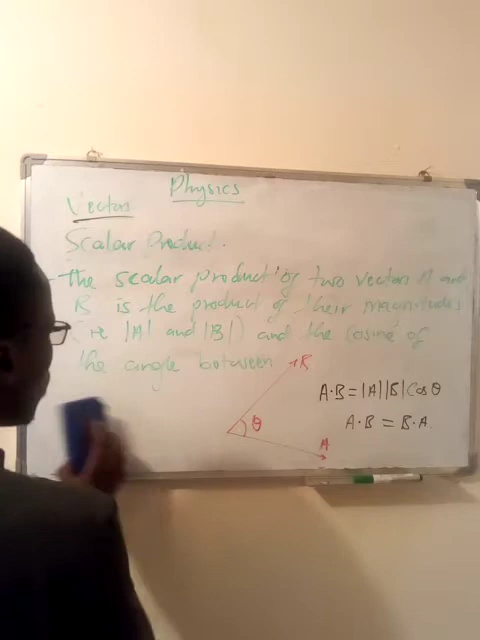 Physics
Vectors
Scalar Product.
- The scalar product of two vectors A and
B is the product of their magnitudes
(i.e |A| and |B|) and the Cosine of
the angle between
B
A·B = |A||B| Cos θ
θ
A·B = B·A.
A